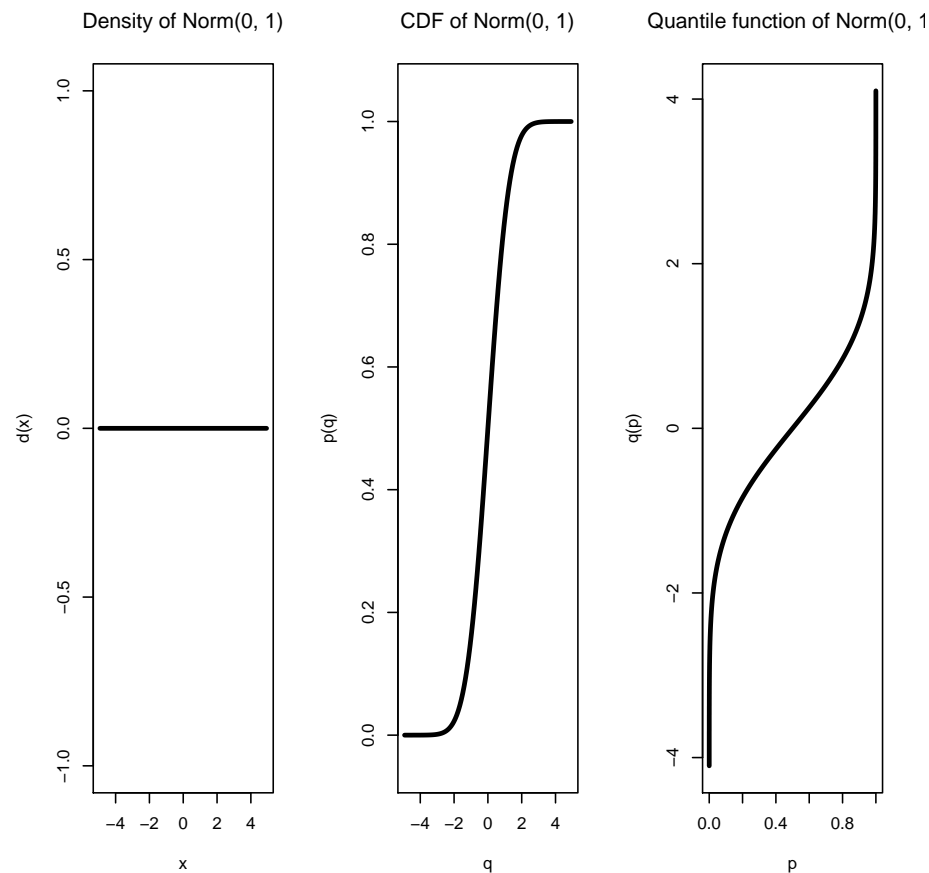 Density of Norm(0, 1)
1.0
0.5
0.0
−0.5
−1.0
d(x)
−4 −2 0 2 4
x
CDF of Norm(0, 1)
1.0
0.8
0.6
0.4
0.2
0.0
p(q)
−4 −2 0 2 4
q
Quantile function of Norm(0, 1
4
2
0
−2
−4
q(p)
0.0 0.4 0.8
p